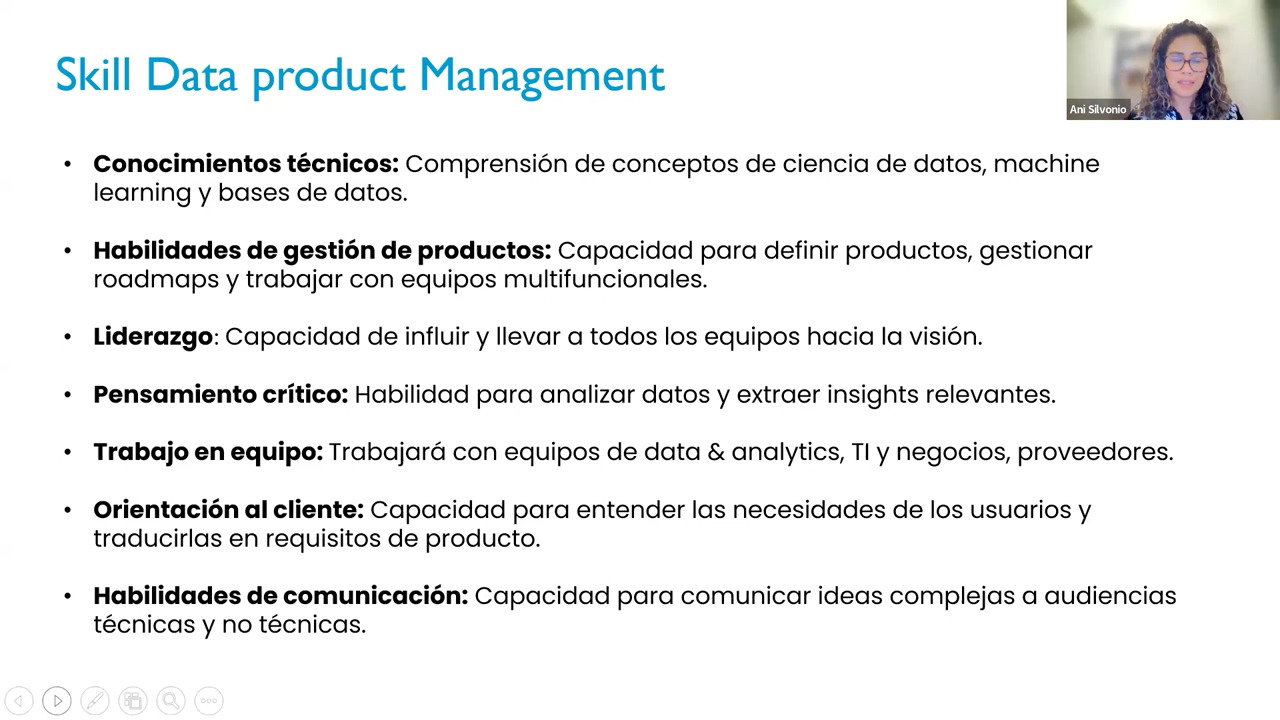 Skill Data product Management
Ani Silvonio
• Conocimientos técnicos: Comprensión de conceptos de ciencia de datos, machine
learning y bases de datos.
• Habilidades de gestión de productos: Capacidad para definir productos, gestionar
roadmaps y trabajar con equipos multifuncionales.
• Liderazgo: Capacidad de influir y llevar a todos los equipos hacia la visión.
• Pensamiento crítico: Habilidad para analizar datos y extraer insights relevantes.
• Trabajo en equipo: Trabajará con equipos de data & analytics, TI y negocios, proveedores.
• Orientación al cliente: Capacidad para entender las necesidades de los usuarios y
traducirlas en requisitos de producto.
• Habilidades de comunicación: Capacidad para comunicar ideas complejas a audiencias
técnicas y no técnicas.